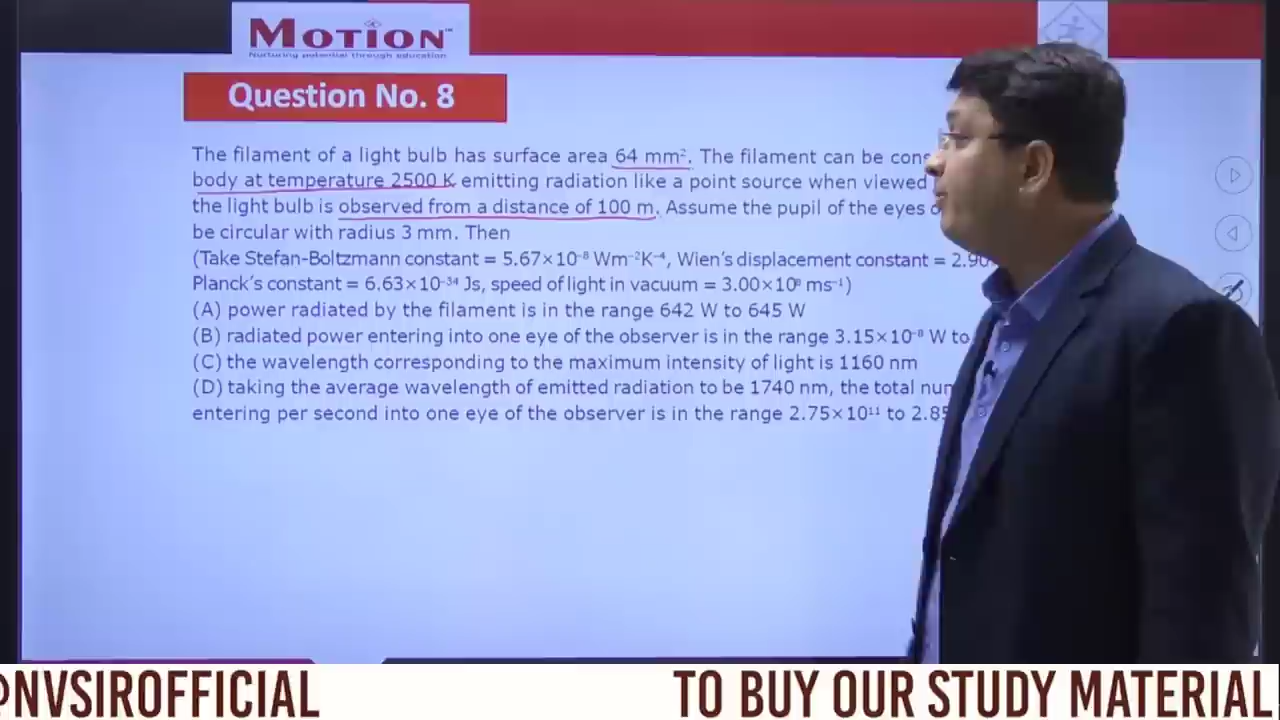 MOTION™
Nurturing potential through education
Question No. 8
The filament of a light bulb has surface area 64 mm². The filament can be
body at temperature 2500 K emitting radiation like a point source when viewed
the light bulb is observed from a distance of 100 m. Assume the pupil of the eyes
be circular with radius 3 mm. Then
(Take Stefan-Boltzmann constant = 5.67×10⁻⁸ Wm⁻²K⁻⁴, Wien's displacement constant =
Planck's constant = 6.63×10⁻³⁴ Js, speed of light in vacuum = 3.00×10⁸ ms⁻¹)
(A) power radiated by the filament is in the range 642 W to 645 W
(B) radiated power entering into one eye of the observer is in the range 3.15×10⁻⁸ W to
(C) the wavelength corresponding to the maximum intensity of light is 1160 nm
(D) taking the average wavelength of emitted radiation to be 1740 nm, the total
entering per second into one eye of the observer is in the range 2.75×10¹¹ to
@NVSIROFFICIAL
TO BUY OUR STUDY MATERIAL